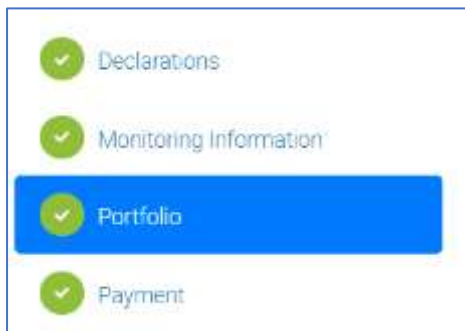 Declarations
Monitoring Information
Portfolio
Payment